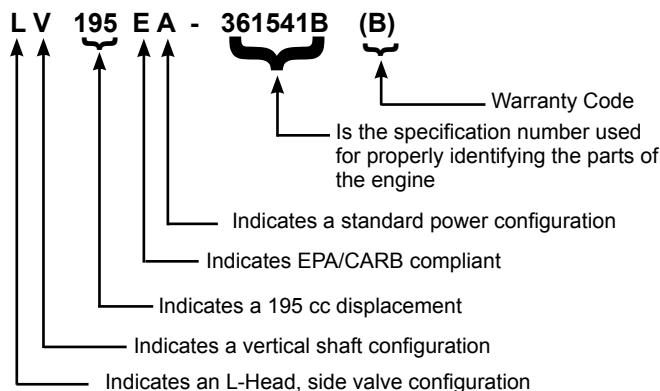 L V 195 E A - 361541B (B)
Warranty Code
Is the specification number used
for properly identifying the parts of
the engine
Indicates a standard power configuration
Indicates EPA/CARB compliant
Indicates a 195 cc displacement
Indicates a vertical shaft configuration
Indicates an L-Head, side valve configuration